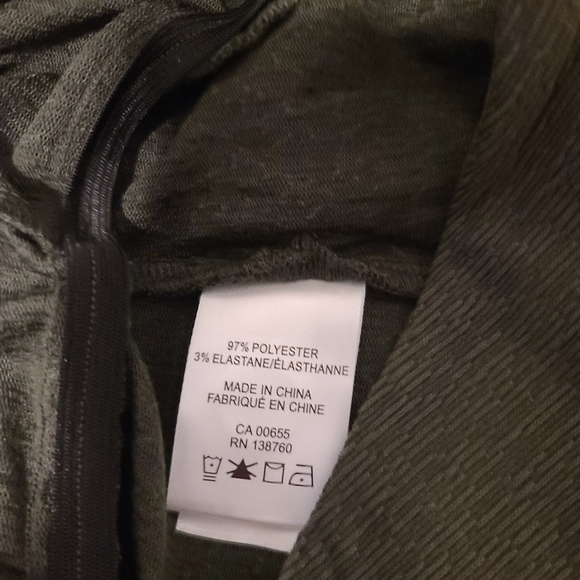 97% POLYESTER
3% ELASTANE/ÉLASTHANNE
MADE IN CHINA
FABRIQUÉ EN CHINE
CA 00655
RN 138760